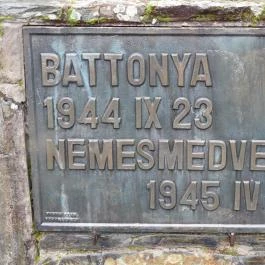 BATTONYA
1944 IX 23
NEMESMEDVE
1945 IV